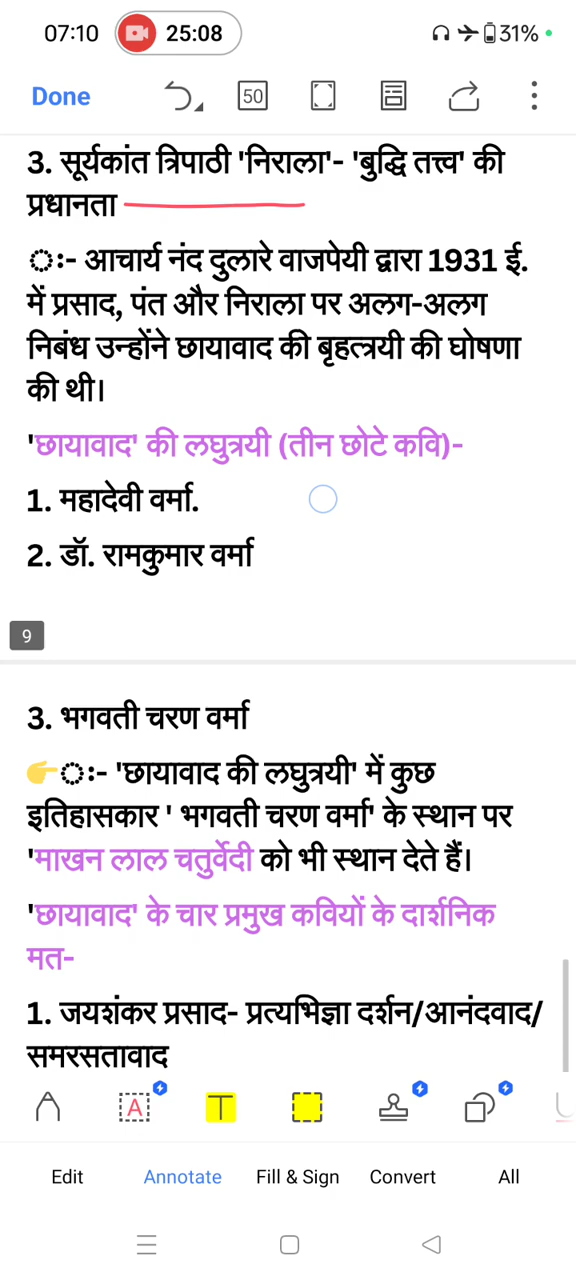 07:10 25:08 31%
Done 50
3. सूर्यकांत त्रिपाठी 'निराला'- 'बुद्धि तत्त्व' की
प्रधानता
ः- आचार्य नंद दुलारे वाजपेयी द्वारा 1931 ई.
में प्रसाद, पंत और निराला पर अलग-अलग
निबंध उन्होंने छायावाद की बृहत्त्रयी की घोषणा
की थी।
'छायावाद' की लघुत्रयी (तीन छोटे कवि)-
1. महादेवी वर्मा.
2. डॉ. रामकुमार वर्मा
9
3. भगवती चरण वर्मा
👉ः- 'छायावाद की लघुत्रयी' में कुछ
इतिहासकार ' भगवती चरण वर्मा' के स्थान पर
'माखन लाल चतुर्वेदी को भी स्थान देते हैं।
'छायावाद' के चार प्रमुख कवियों के दार्शनिक
मत-
1. जयशंकर प्रसाद- प्रत्यभिज्ञा दर्शन/आनंदवाद/
समरसतावाद
A T
Edit Annotate Fill & Sign Convert All